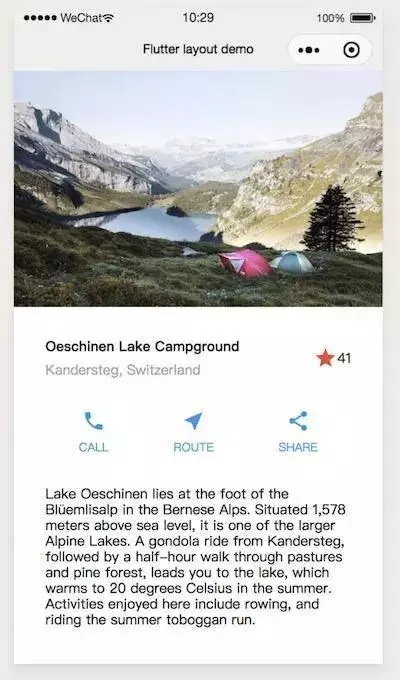 WeChat 10:29 100%
Flutter layout demo
Oeschinen Lake Campground
Kandersteg, Switzerland
41
CALL ROUTE SHARE
Lake Oeschinen lies at the foot of the
Blüemlisalp in the Bernese Alps. Situated 1,578
meters above sea level, it is one of the larger
Alpine Lakes. A gondola ride from Kandersteg,
followed by a half-hour walk through pastures
and pine forest, leads you to the lake, which
warms to 20 degrees Celsius in the summer.
Activities enjoyed here include rowing, and
riding the summer toboggan run.